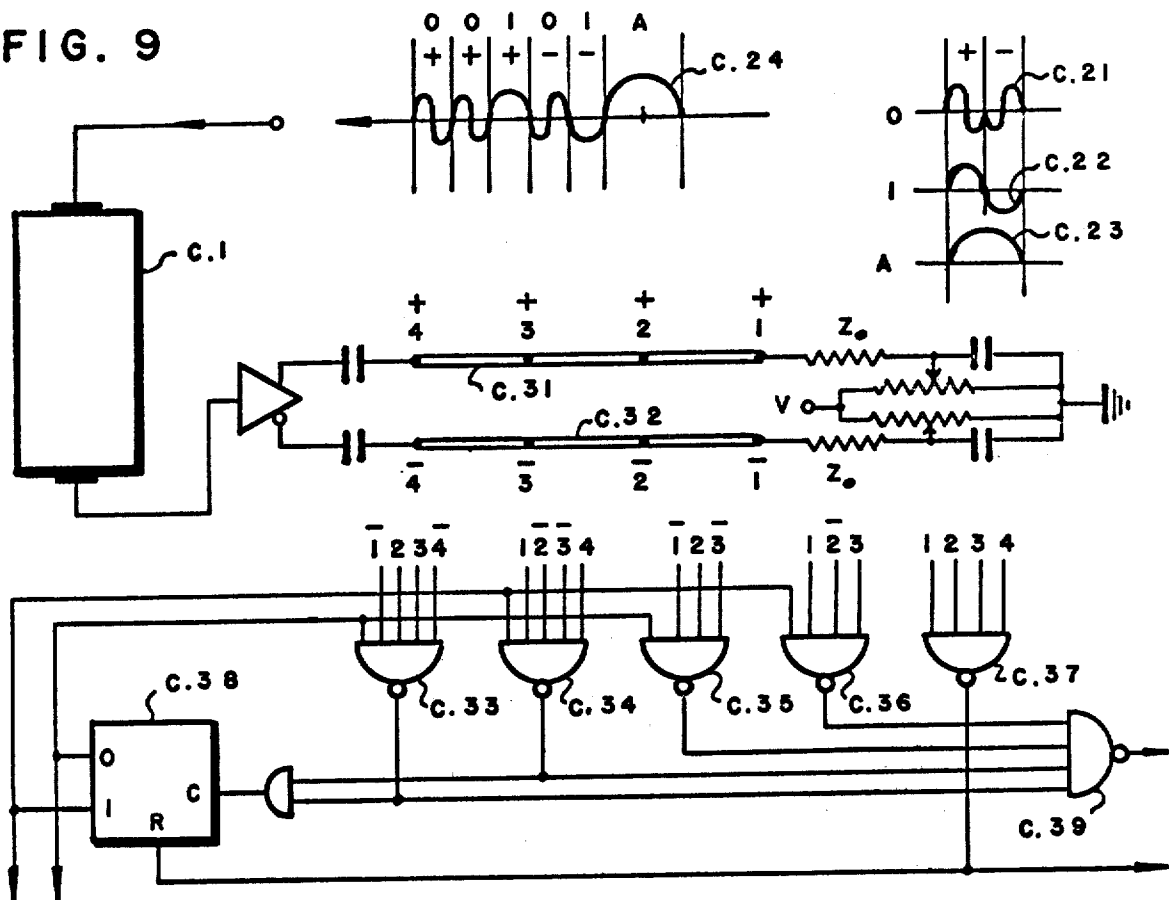 FIG. 9
0 0 1 0 1 A
+ + + - -
C.24
+ -
C.21
0
C.22
1
C.23
A
C.1
+ + + +
4 3 2 1
Z₀
C.31
V
C.32
4̅ 3̅ 2̅ 1̅
Z₀
1̅ 2 3 4̅
1 2̅ 3̅ 4
1̅ 2 3̅
1 2̅ 3
1 2 3 4
C.33
C.34
C.35
C.36
C.37
C.38
0
1
C
R
C.39